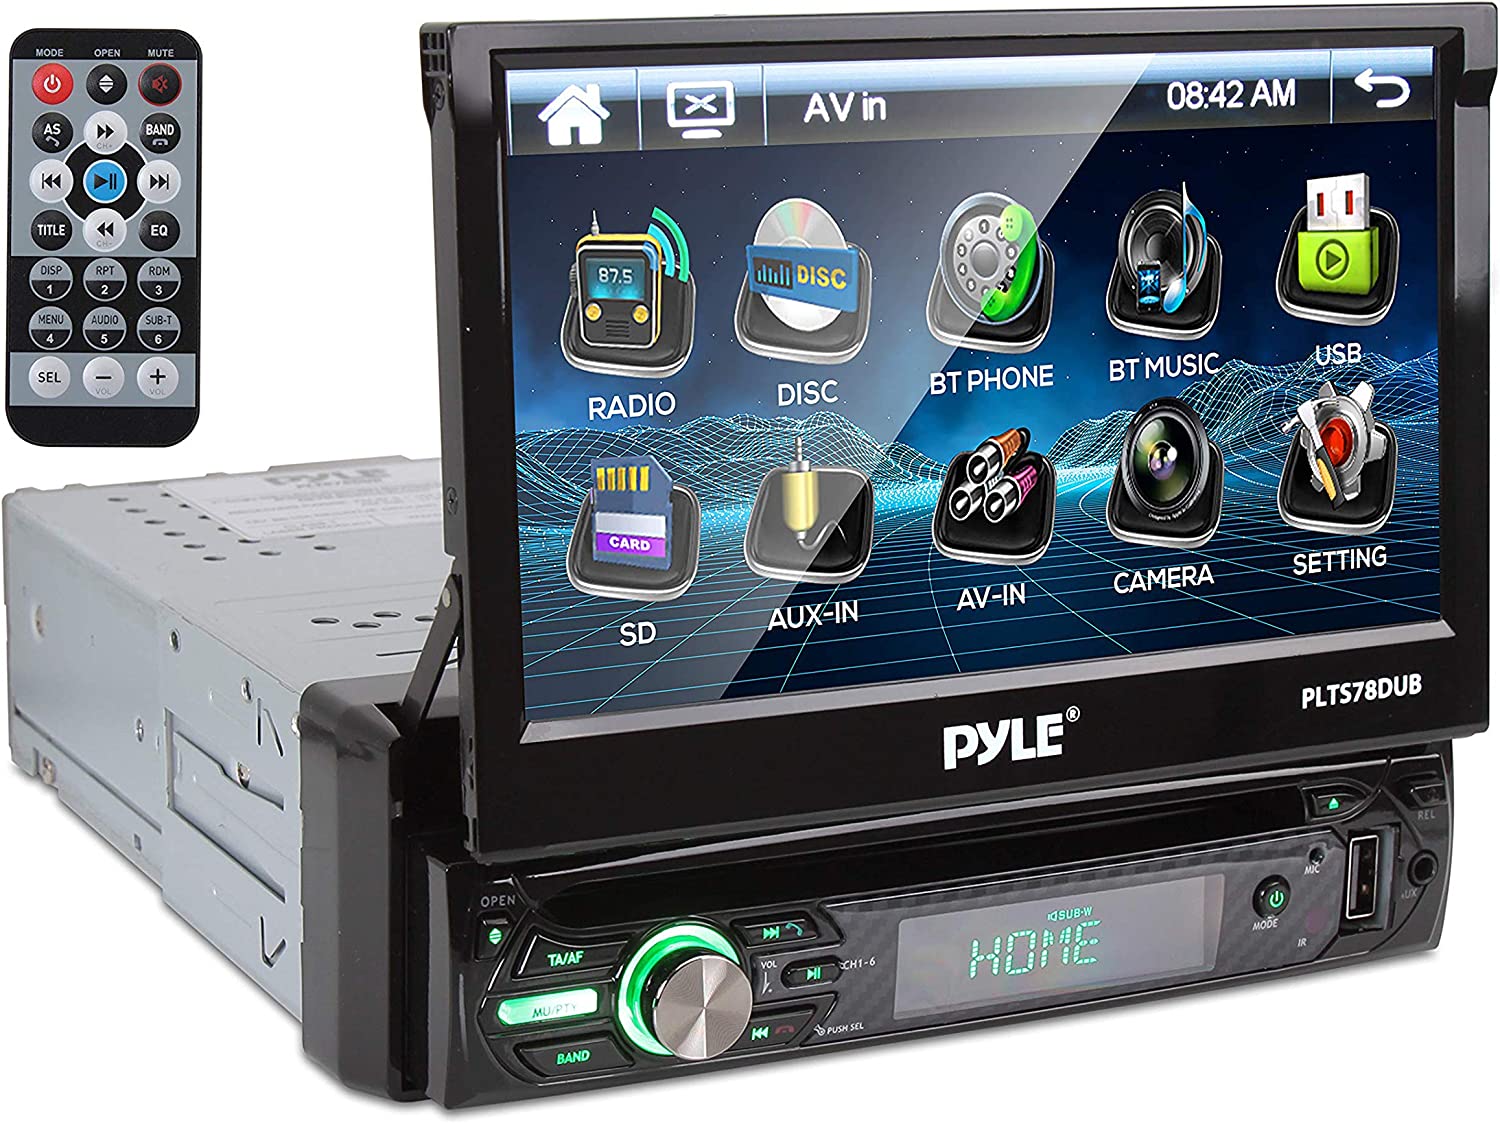 MODE OPEN MUTE
AS BAND
CH+
TITLE EQ
CH-
DISP RPT RDM
1 2 3
MENU AUDIO SUB-T
4 5 6
SEL − +
VOL VOL
AV in 08:42 AM
87.5
DISC
RADIO DISC BT PHONE BT MUSIC USB
CARD
SD AUX-IN AV-IN CAMERA SETTING
PLTS78DUB
PYLE®
PYLE
OPEN
TA/AF
MU/PTY
BAND
VOL
CH1-6
PUSH SEL
SUB-W
HOME
MIC
MODE
IR
REL
AUX